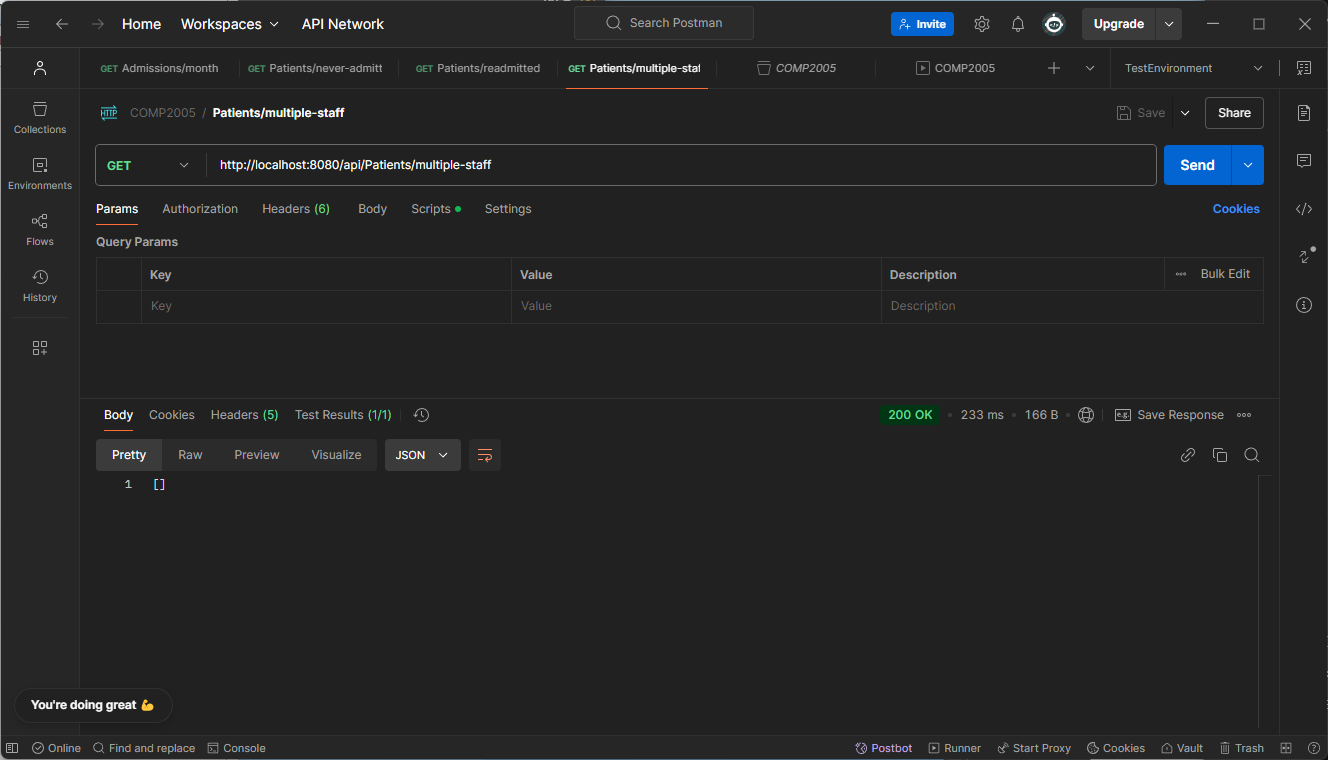 Home Workspaces API Network Search Postman Invite Upgrade
GET Admissions/month GET Patients/never-admitt GET Patients/readmitted GET Patients/multiple-staf COMP2005 COMP2005 TestEnvironment
HTTP COMP2005 / Patients/multiple-staff Save Share
Collections
GET http://localhost:8080/api/Patients/multiple-staff Send
Environments
Params Authorization Headers (6) Body Scripts Settings Cookies
Flows
Query Params
Key Value Description Bulk Edit
History
Key Value Description
Body Cookies Headers (5) Test Results (1/1) 200 OK 233 ms 166 B e.g. Save Response
Pretty Raw Preview Visualize JSON
1 []
You're doing great 💪
Online Find and replace Console Postbot Runner Start Proxy Cookies Vault Trash